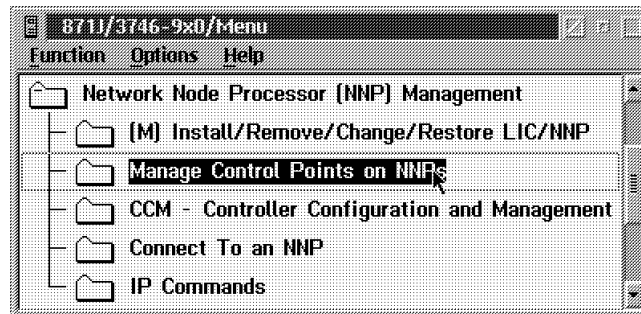 871J/3746-9x0/Menu
Function Options Help
Network Node Processor (NNP) Management
(M) Install/Remove/Change/Restore LIC/NNP
Manage Control Points on NNPs
CCM - Controller Configuration and Management
Connect To an NNP
IP Commands